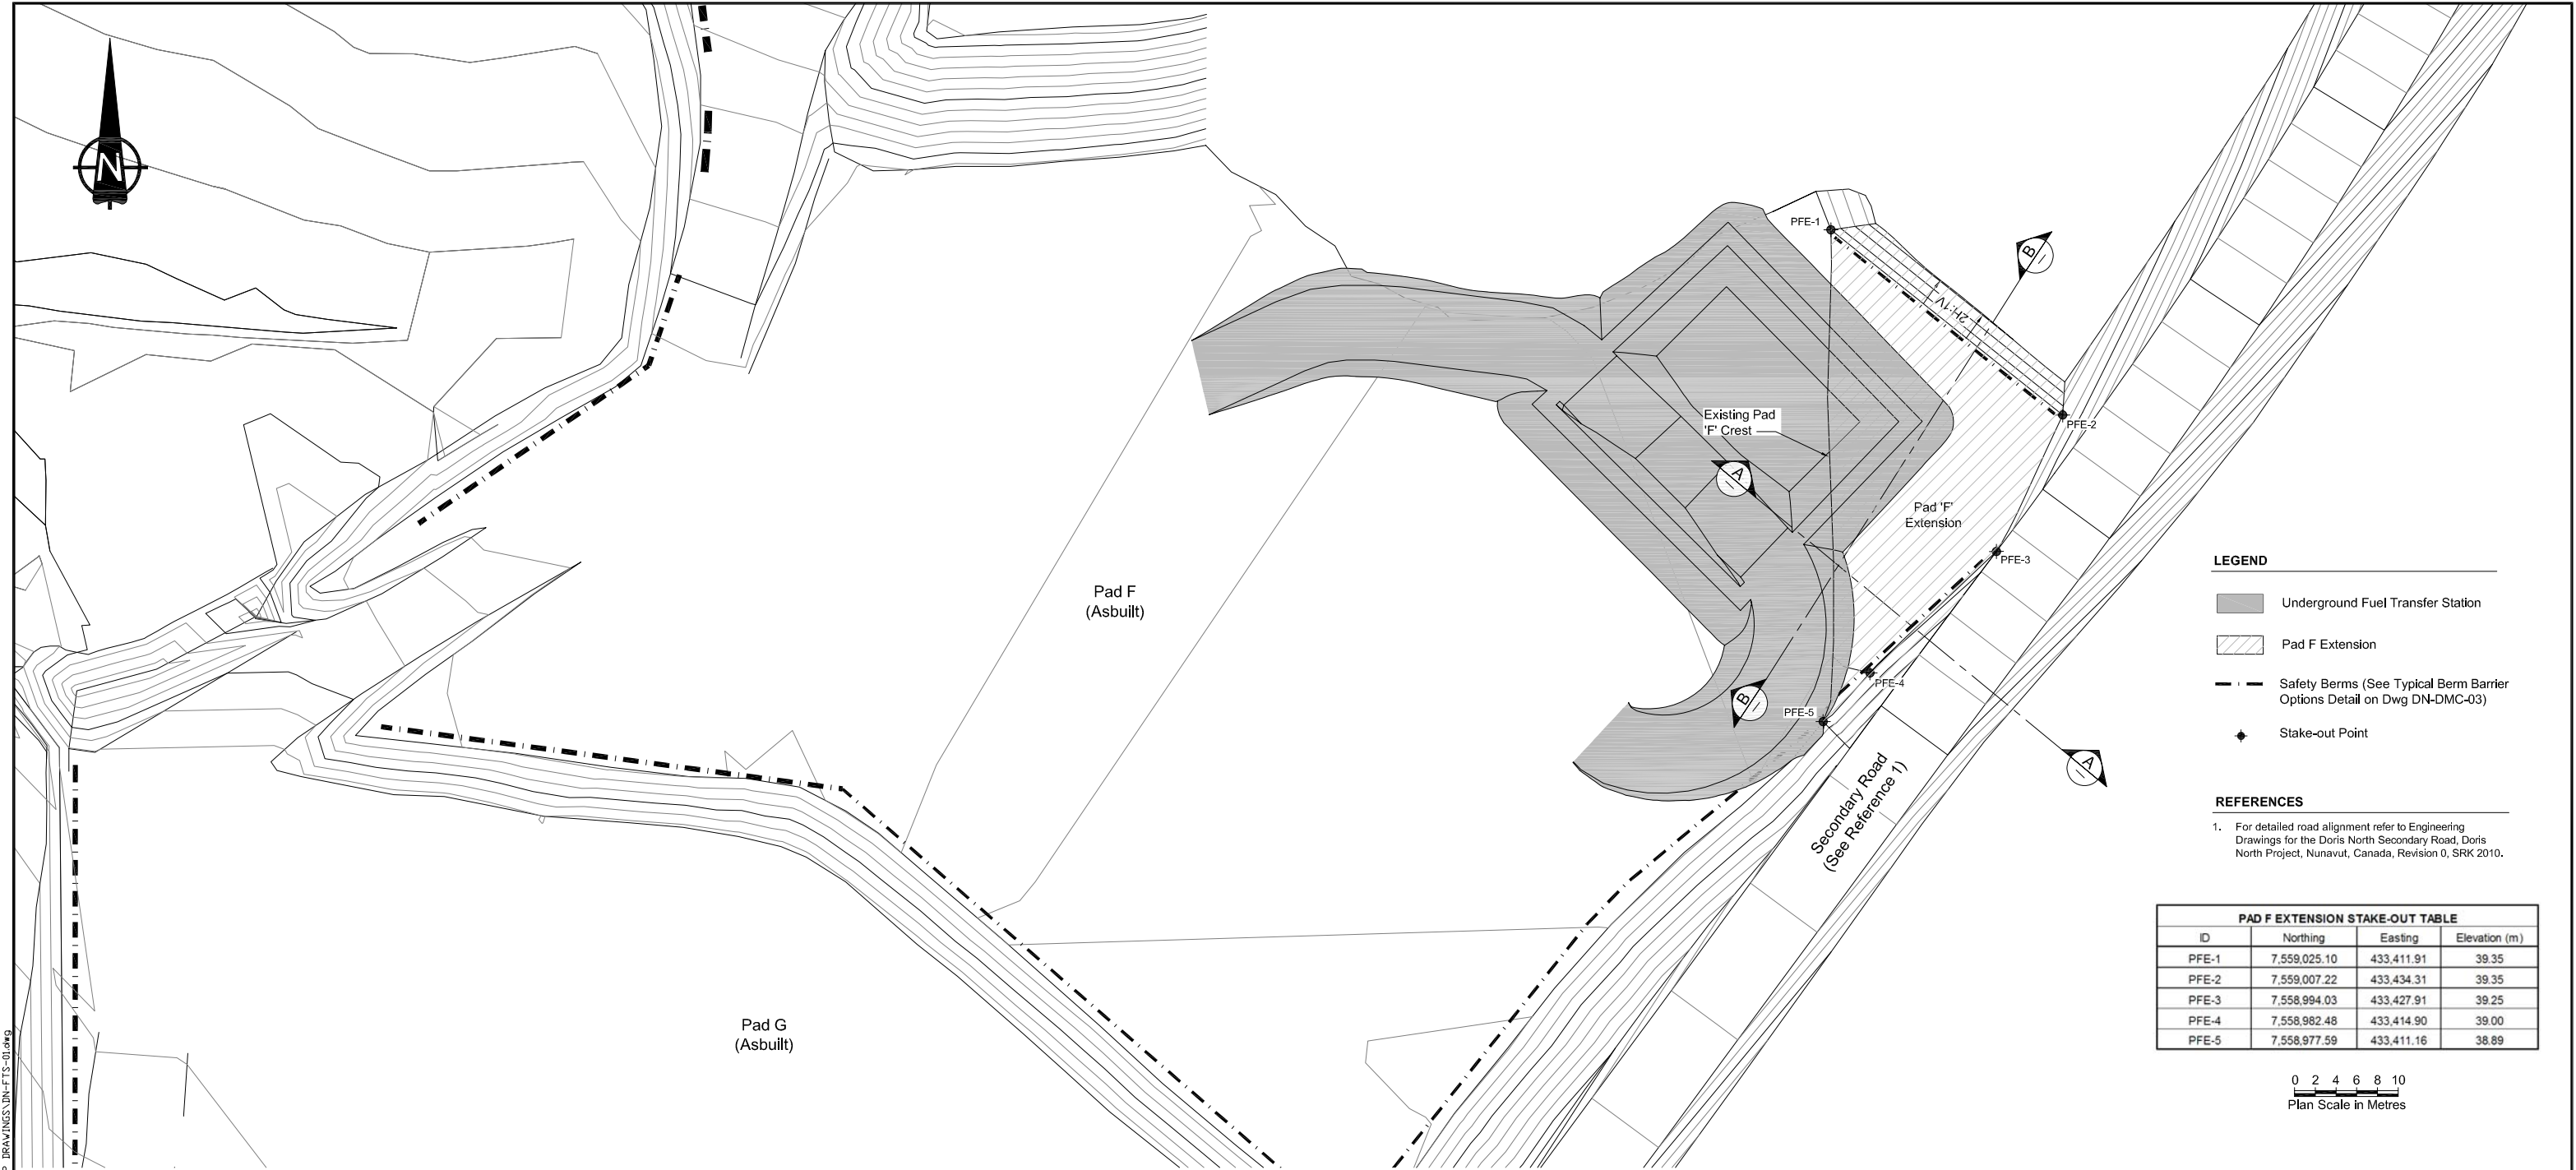 N
PFE-1
B
2H:1V
PFE-2
Existing Pad
'F' Crest
A
Pad 'F'
Extension
PFE-3
Pad F
(Asbuilt)
PFE-4
B
PFE-5
A
Secondary Road
(See Reference 1)
Pad G
(Asbuilt)
LEGEND
Underground Fuel Transfer Station
Pad F Extension
Safety Berms (See Typical Berm Barrier
Options Detail on Dwg DN-DMC-03)
Stake-out Point
REFERENCES
1. For detailed road alignment refer to Engineering
Drawings for the Doris North Secondary Road, Doris
North Project, Nunavut, Canada, Revision 0, SRK 2010.
PAD F EXTENSION STAKE-OUT TABLE
ID Northing Easting Elevation (m)
PFE-1 7,559,025.10 433,411.91 39.35
PFE-2 7,559,007.22 433,434.31 39.35
PFE-3 7,558,994.03 433,427.91 39.25
PFE-4 7,558,982.48 433,414.90 39.00
PFE-5 7,558,977.59 433,411.16 38.89
0 2 4 6 8 10
Plan Scale in Metres
DRAWINGS\DN-FTS-01.dwg